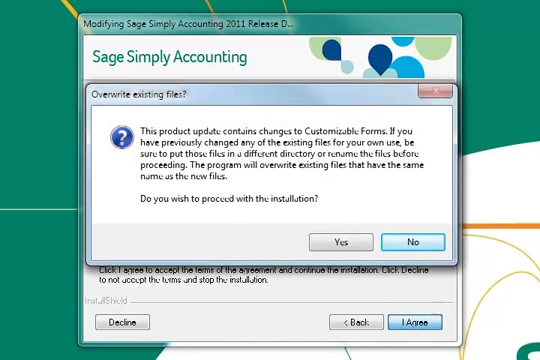 Modifying Sage Simply Accounting 2011 Release D...
Sage Simply Accounting
Overwrite existing files?
This product update contains changes to Customizable Forms. If you
have previously changed any of the existing files for your own use, be
sure to put those files in a different directory or rename the files before
proceeding. The program will overwrite existing files that have the same
name as the new files.
Do you wish to proceed with the installation?
Yes
No
Click I agree to accept the terms of the agreement and continue the installation. Click Decline
to not accept the terms and stop the installation.
InstallShield
Decline
< Back
I Agree